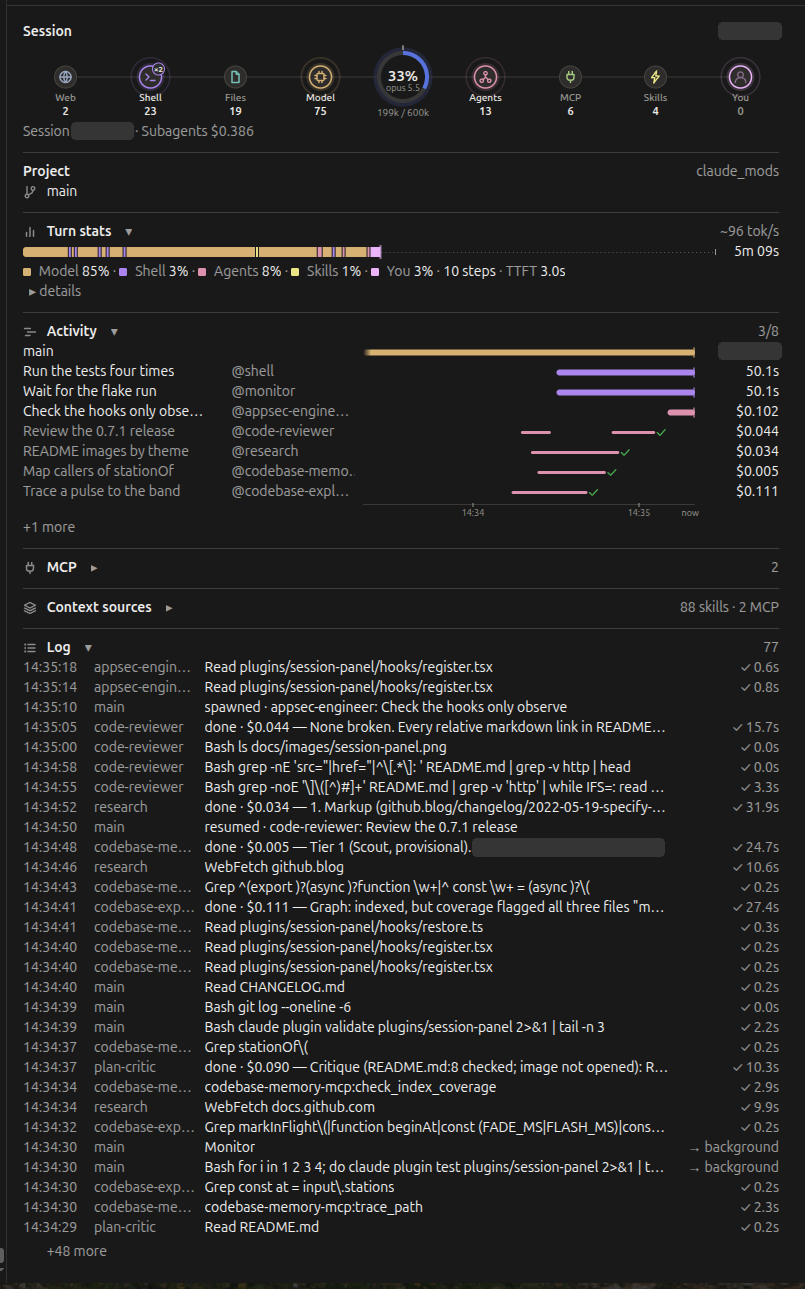 Session
×2
33%
opus 5.5
Web Shell Files Model Agents MCP Skills You
2 23 19 75 199k / 600k 13 6 4 0
Session · Subagents $0.386
Project claude_mods
main
Turn stats ▼ ~96 tok/s
5m 09s
Model 85% · Shell 3% · Agents 8% · Skills 1% · You 3% · 10 steps · TTFT 3.0s
▸ details
Activity ▼ 3/8
main
Run the tests four times @shell 50.1s
Wait for the flake run @monitor 50.1s
Check the hooks only obse… @appsec-engine… $0.102
Review the 0.7.1 release @code-reviewer ✓ $0.044
README images by theme @research ✓ $0.034
Map callers of stationOf @codebase-memo.. ✓ $0.005
Trace a pulse to the band @codebase-expl… ✓ $0.111
14:34 14:35 now
+1 more
MCP ▸ 2
Context sources ▸ 88 skills · 2 MCP
Log ▼ 77
14:35:18 appsec-engin… Read plugins/session-panel/hooks/register.tsx ✓ 0.6s
14:35:14 appsec-engin… Read plugins/session-panel/hooks/register.tsx ✓ 0.8s
14:35:10 main spawned · appsec-engineer: Check the hooks only observe
14:35:05 code-reviewer done · $0.044 — None broken. Every relative markdown link in README… ✓ 15.7s
14:35:00 code-reviewer Bash ls docs/images/session-panel.png ✓ 0.0s
14:34:58 code-reviewer Bash grep -nE 'src="|href="|^\[.*\]: ' README.md | grep -v http | head ✓ 0.0s
14:34:55 code-reviewer Bash grep -noE '\]\([^)#]+' README.md | grep -v 'http' | while IFS=: read … ✓ 3.3s
14:34:52 research done · $0.034 — 1. Markup (github.blog/changelog/2022-05-19-specify-… ✓ 31.9s
14:34:50 main resumed · code-reviewer: Review the 0.7.1 release
14:34:48 codebase-me… done · $0.005 — Tier 1 (Scout, provisional). ✓ 24.7s
14:34:46 research WebFetch github.blog ✓ 10.6s
14:34:43 codebase-me… Grep ^(export )?(async )?function \w+|^ const \w+ = (async )?\( ✓ 0.2s
14:34:41 codebase-exp… done · $0.111 — Graph: indexed, but coverage flagged all three files "m… ✓ 27.4s
14:34:41 codebase-me… Read plugins/session-panel/hooks/restore.ts ✓ 0.3s
14:34:40 codebase-me… Read plugins/session-panel/hooks/register.tsx ✓ 0.2s
14:34:40 codebase-me… Read plugins/session-panel/hooks/register.tsx ✓ 0.2s
14:34:40 main Read CHANGELOG.md ✓ 0.2s
14:34:39 main Bash git log --oneline -6 ✓ 0.0s
14:34:39 main Bash claude plugin validate plugins/session-panel 2>&1 | tail -n 3 ✓ 2.2s
14:34:37 codebase-me… Grep stationOf\( ✓ 0.2s
14:34:37 plan-critic done · $0.090 — Critique (README.md:8 checked; image not opened): R… ✓ 10.3s
14:34:34 codebase-me… codebase-memory-mcp:check_index_coverage ✓ 2.9s
14:34:34 research WebFetch docs.github.com ✓ 9.9s
14:34:32 codebase-exp… Grep markInFlight\(|function beginAt|const (FADE_MS|FLASH_MS)|cons… ✓ 0.2s
14:34:30 main Monitor → background
14:34:30 main Bash for i in 1 2 3 4; do claude plugin test plugins/session-panel 2>&1 | t… → background
14:34:30 codebase-exp… Grep const at = input\.stations ✓ 0.2s
14:34:30 codebase-me… codebase-memory-mcp:trace_path ✓ 2.3s
14:34:29 plan-critic Read README.md ✓ 0.2s
+48 more